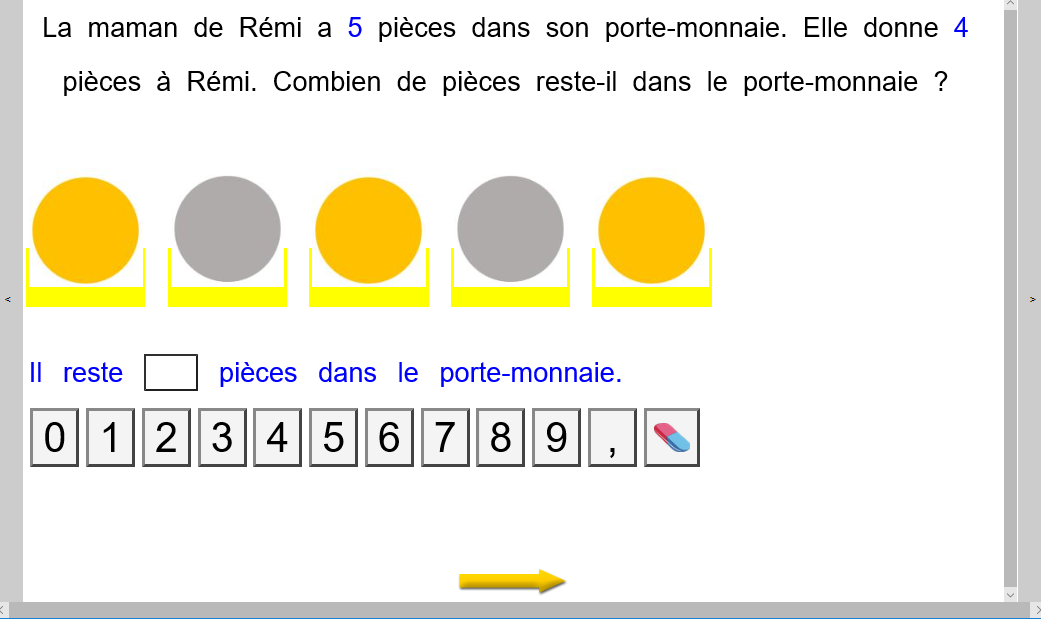 La maman de Rémi a 5 pièces dans son porte-monnaie. Elle donne 4
pièces à Rémi. Combien de pièces reste-il dans le porte-monnaie ?
<
>
Il reste pièces dans le porte-monnaie.
0 1 2 3 4 5 6 7 8 9 ,